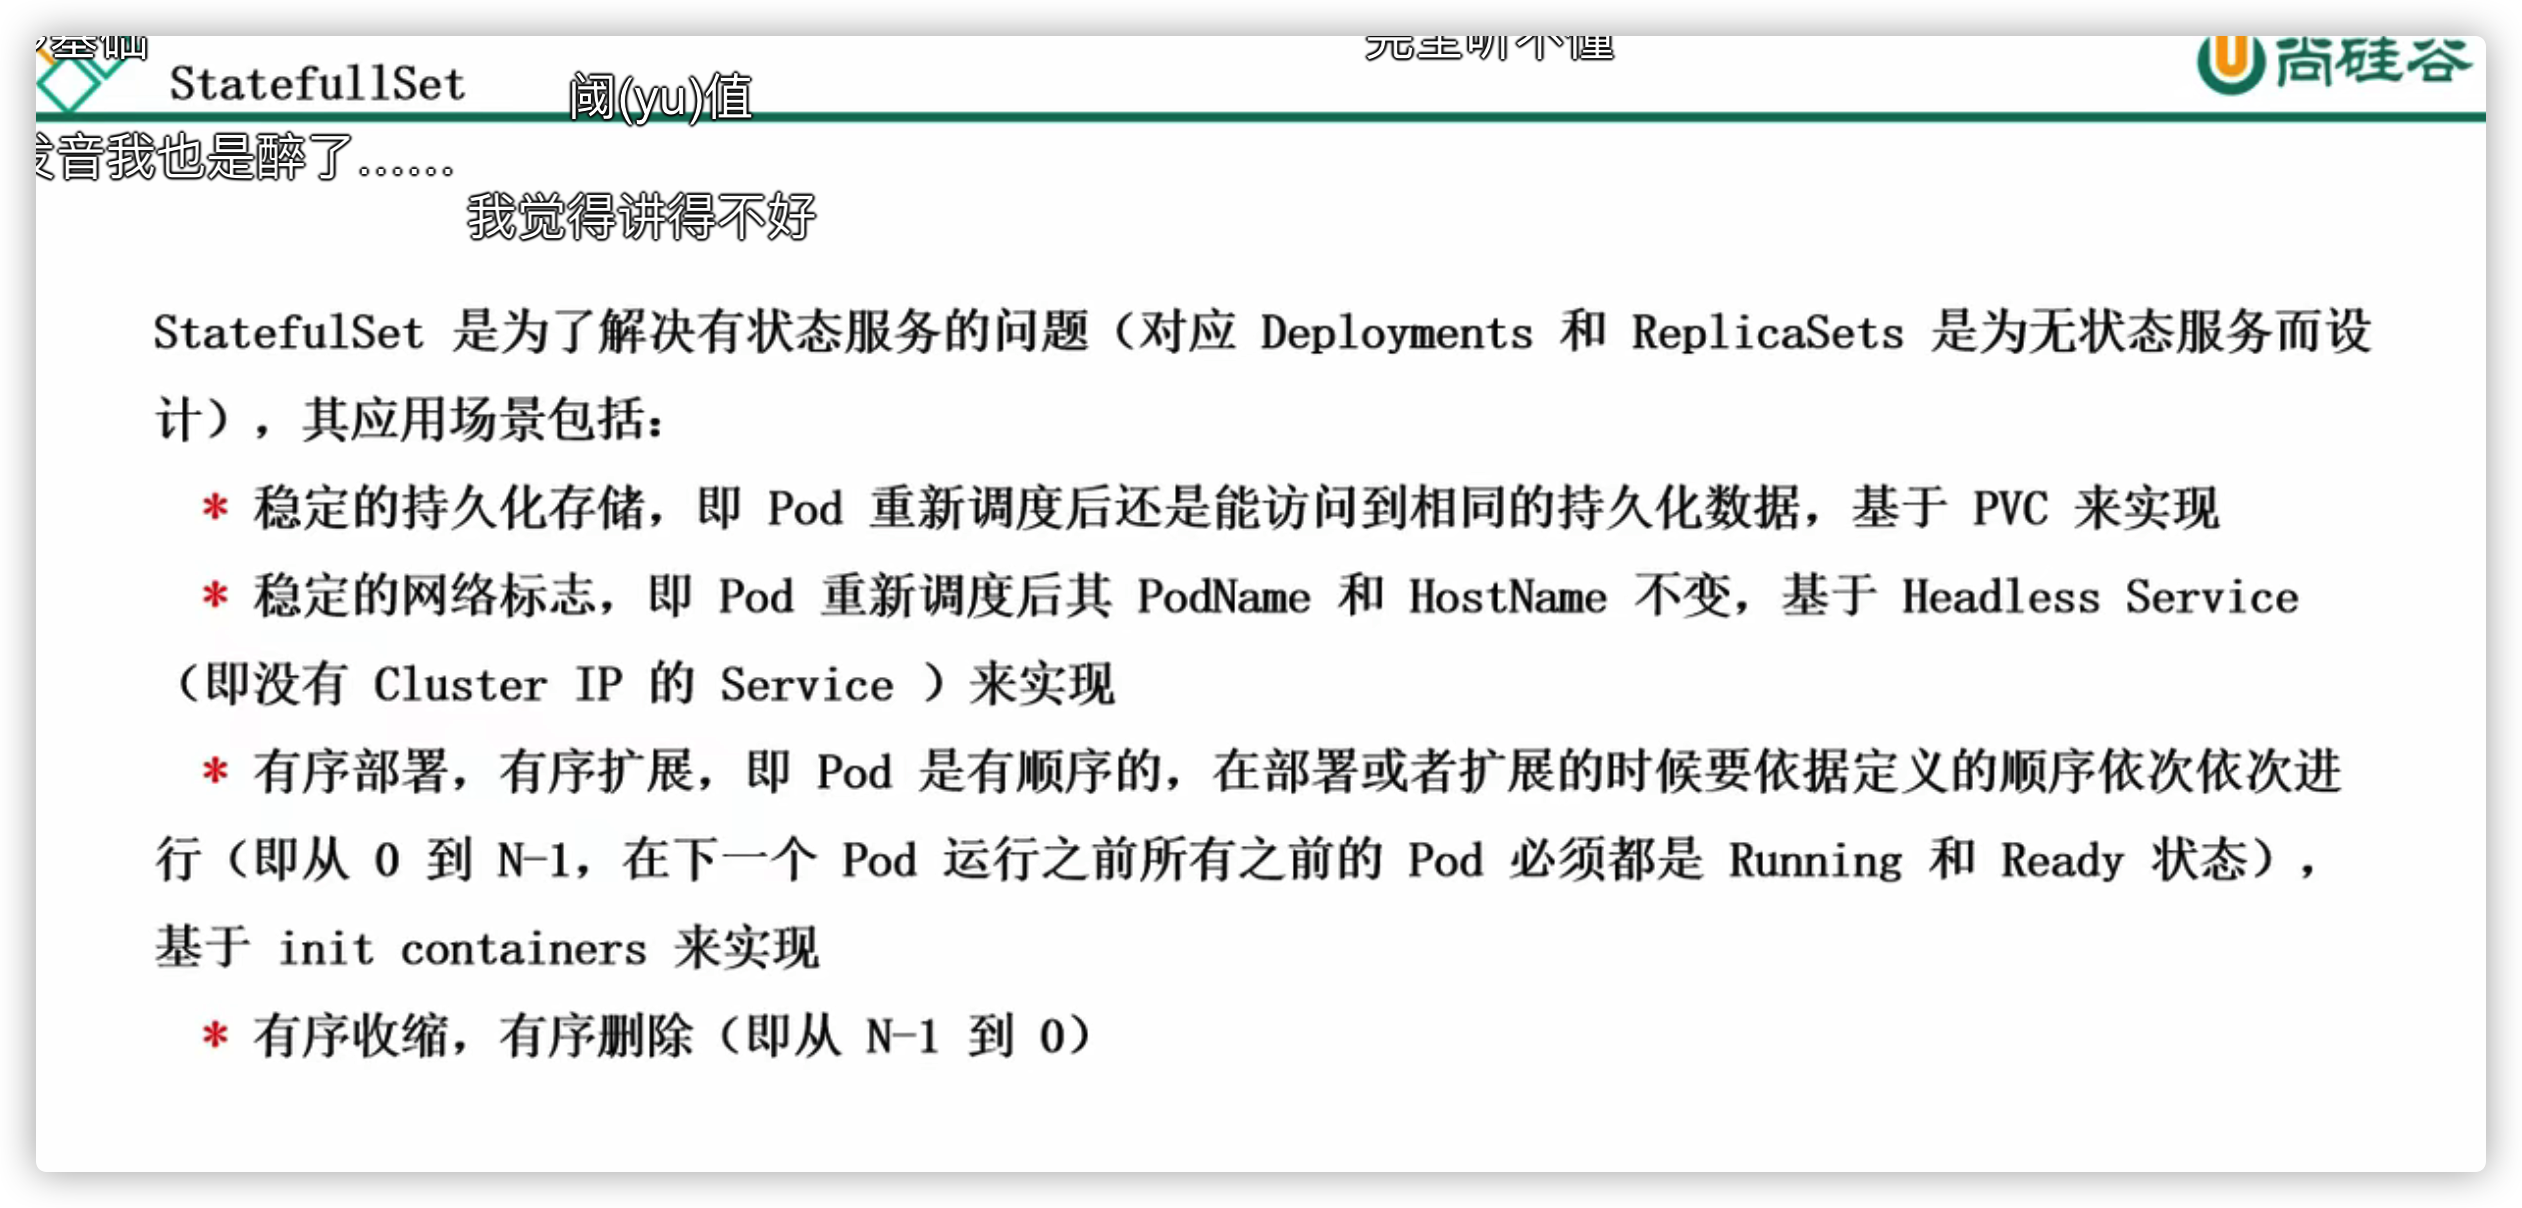 基础
完全听不懂
StatefullSet
尚硅谷
阈(yu)值
发音我也是醉了......
我觉得讲得不好
StatefulSet 是为了解决有状态服务的问题（对应 Deployments 和 ReplicaSets 是为无状态服务而设
计），其应用场景包括：
* 稳定的持久化存储，即 Pod 重新调度后还是能访问到相同的持久化数据，基于 PVC 来实现
* 稳定的网络标志，即 Pod 重新调度后其 PodName 和 HostName 不变，基于 Headless Service
（即没有 Cluster IP 的 Service ）来实现
* 有序部署，有序扩展，即 Pod 是有顺序的，在部署或者扩展的时候要依据定义的顺序依次依次进
行（即从 0 到 N-1，在下一个 Pod 运行之前所有之前的 Pod 必须都是 Running 和 Ready 状态），
基于 init containers 来实现
* 有序收缩，有序删除（即从 N-1 到 0）